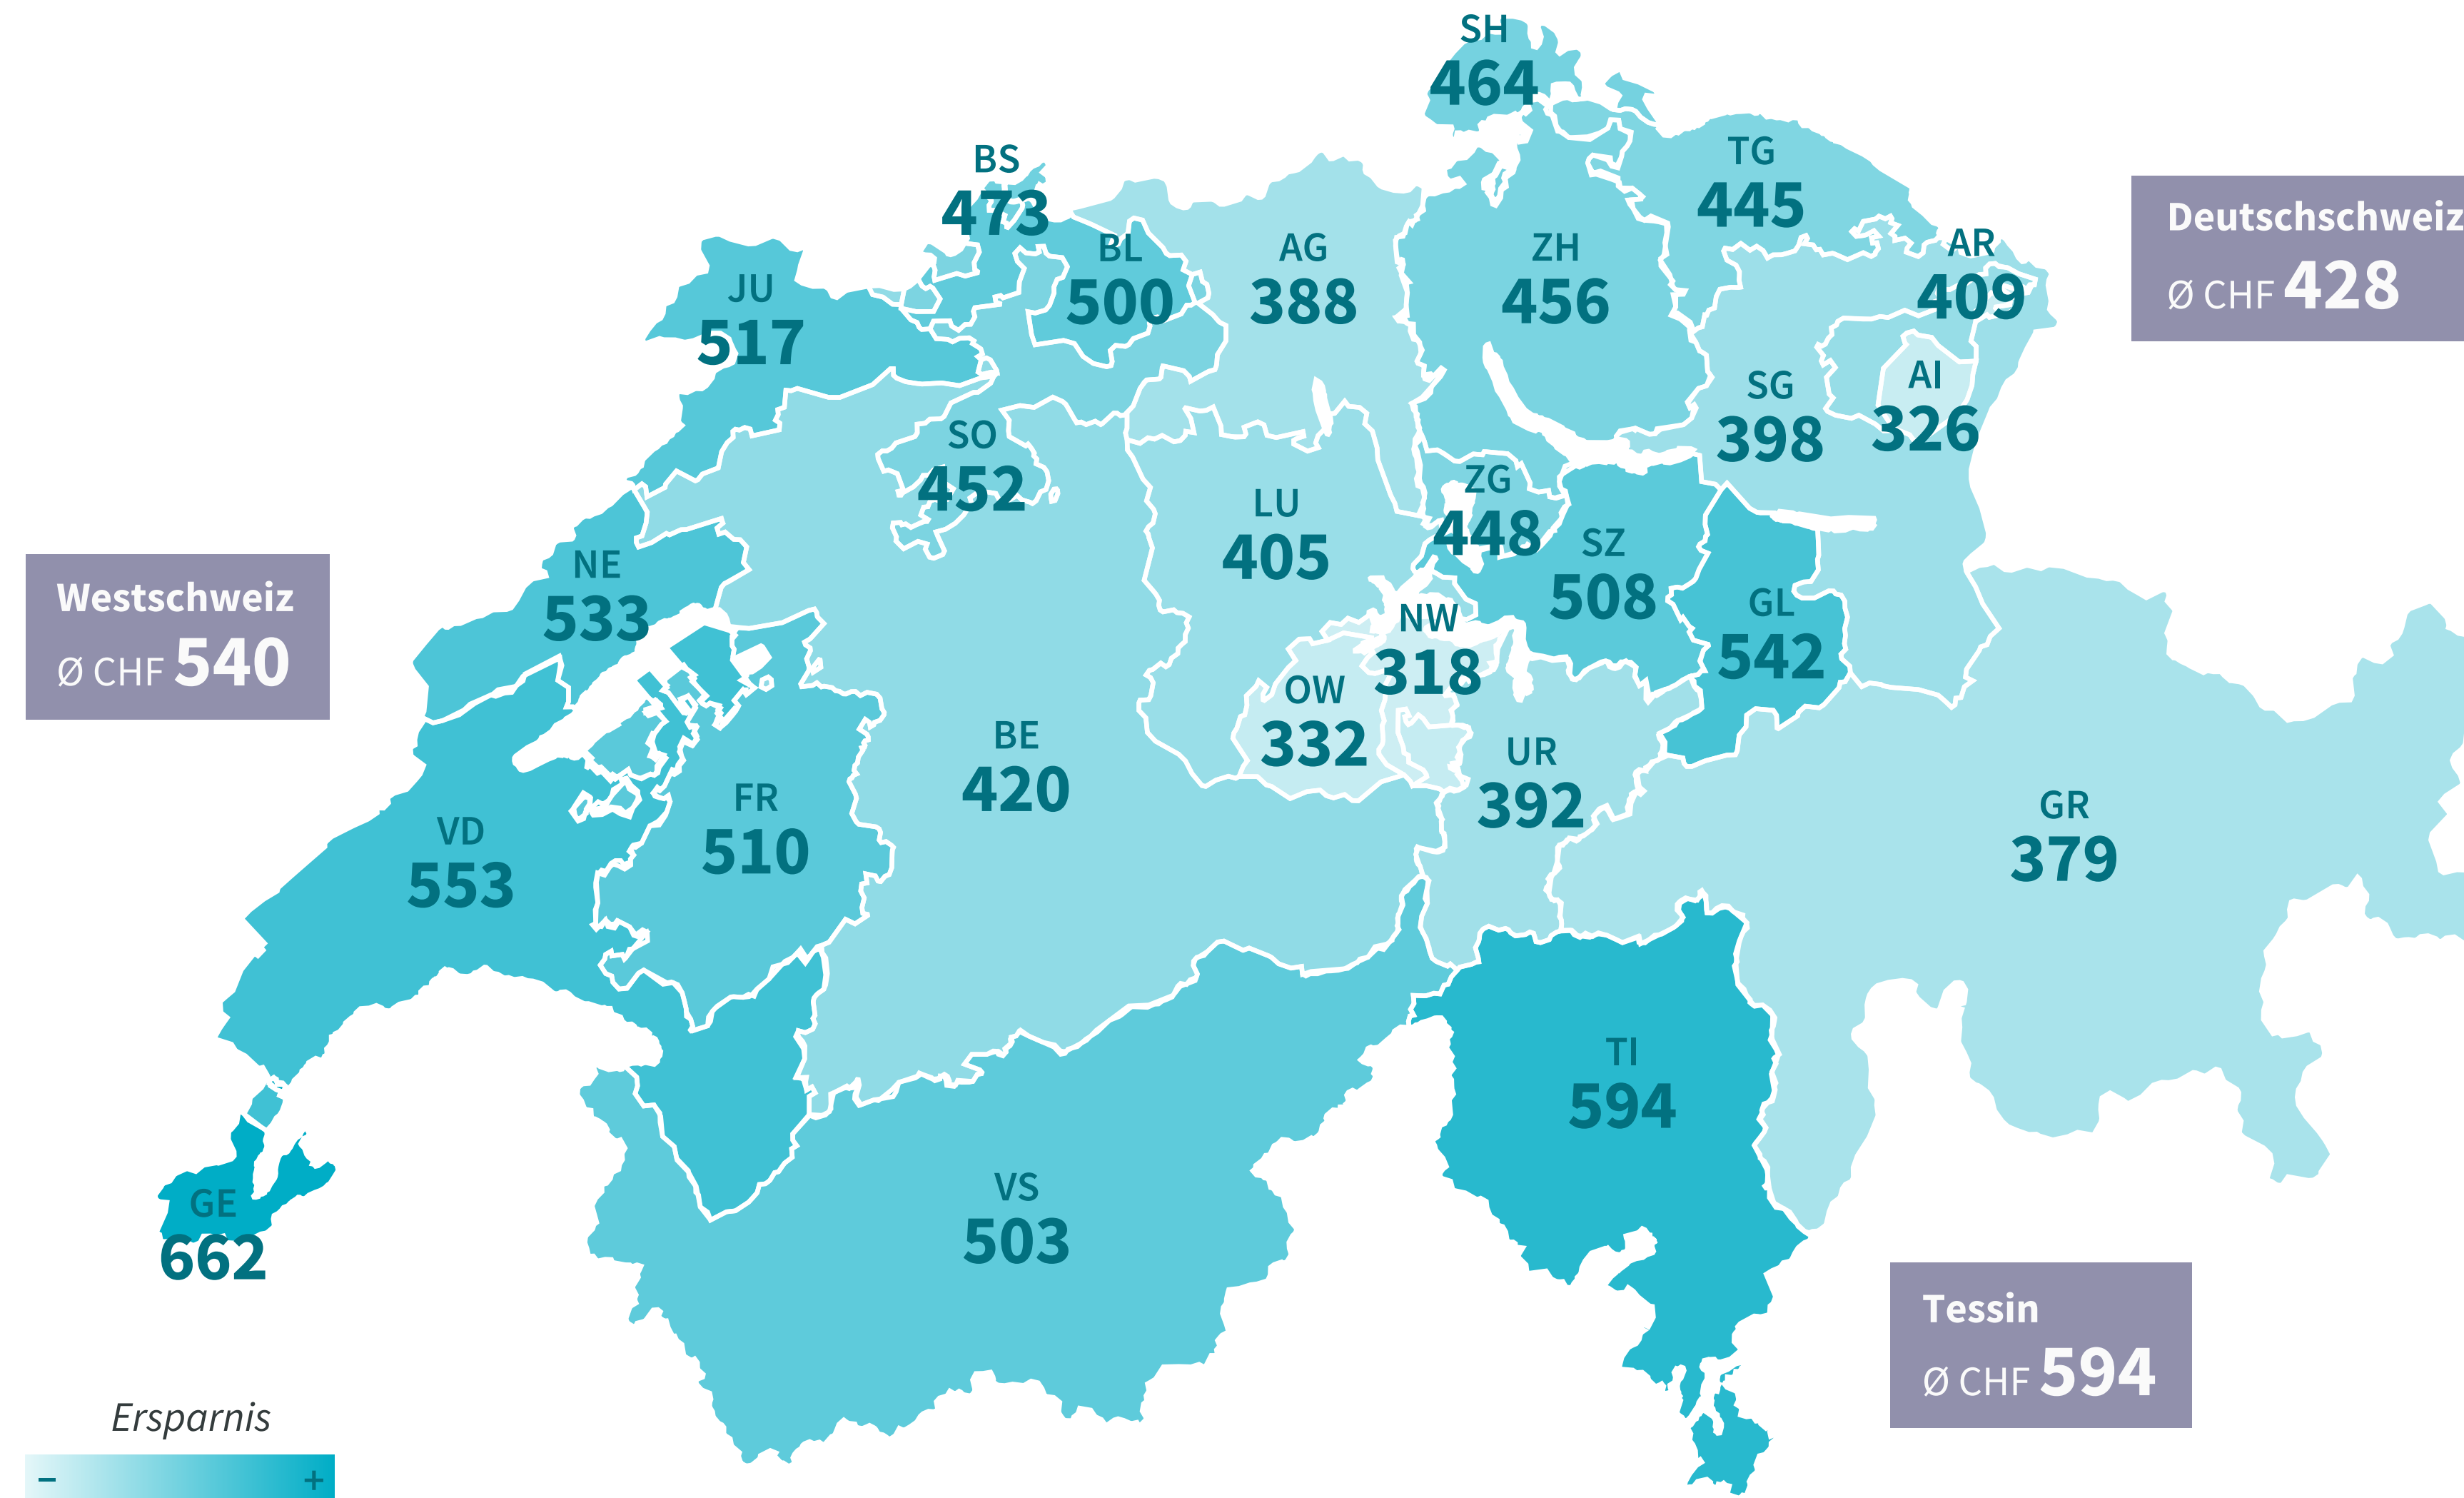 SH
464
BS
473
TG
445
Deutschschweiz
Ø CHF 428
JU
517
BL
500
AG
388
ZH
456
AR
409
SG
398
AI
326
SO
452
LU
405
ZG
448
SZ
508
NE
533
Westschweiz
Ø CHF 540
NW
318
GL
542
OW
332
BE
420
UR
392
FR
510
VD
553
GR
379
TI
594
GE
662
VS
503
Tessin
Ø CHF 594
Ersparnis
− +